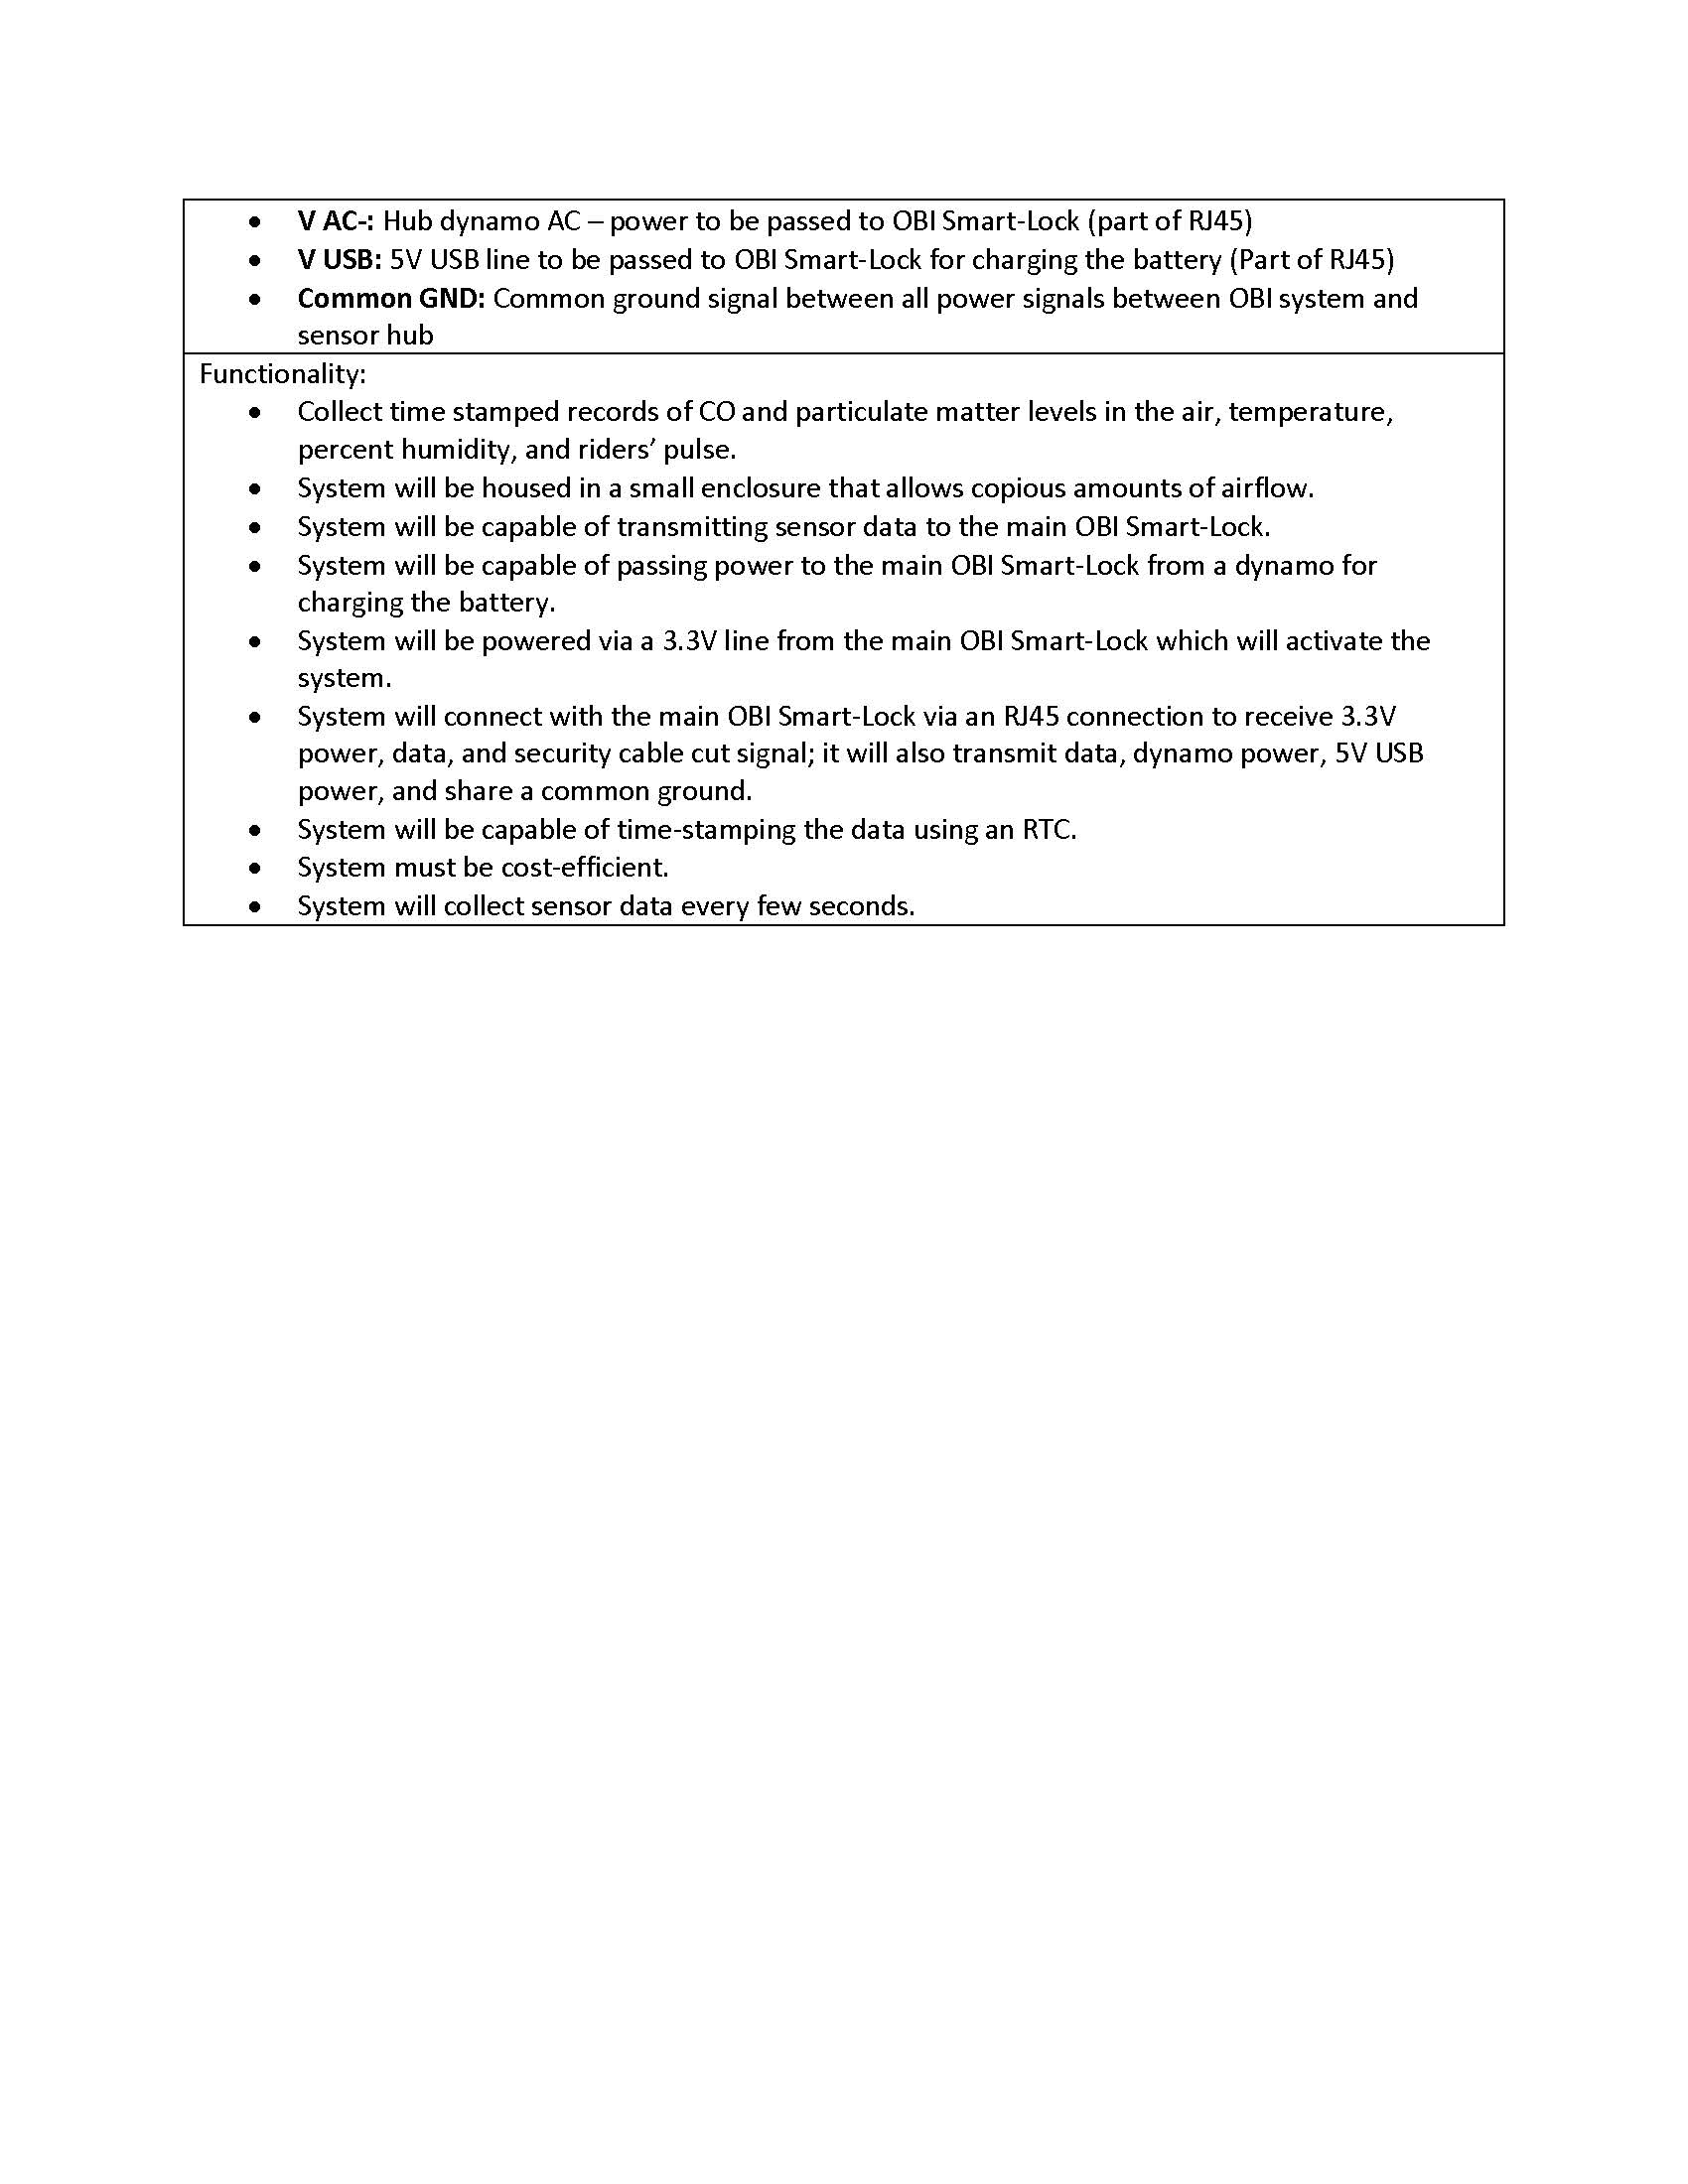 • V AC-: Hub dynamo AC – power to be passed to OBI Smart-Lock (part of RJ45)
• V USB: 5V USB line to be passed to OBI Smart-Lock for charging the battery (Part of RJ45)
• Common GND: Common ground signal between all power signals between OBI system and
sensor hub
Functionality:
• Collect time stamped records of CO and particulate matter levels in the air, temperature,
percent humidity, and riders’ pulse.
• System will be housed in a small enclosure that allows copious amounts of airflow.
• System will be capable of transmitting sensor data to the main OBI Smart-Lock.
• System will be capable of passing power to the main OBI Smart-Lock from a dynamo for
charging the battery.
• System will be powered via a 3.3V line from the main OBI Smart-Lock which will activate the
system.
• System will connect with the main OBI Smart-Lock via an RJ45 connection to receive 3.3V
power, data, and security cable cut signal; it will also transmit data, dynamo power, 5V USB
power, and share a common ground.
• System will be capable of time-stamping the data using an RTC.
• System must be cost-efficient.
• System will collect sensor data every few seconds.